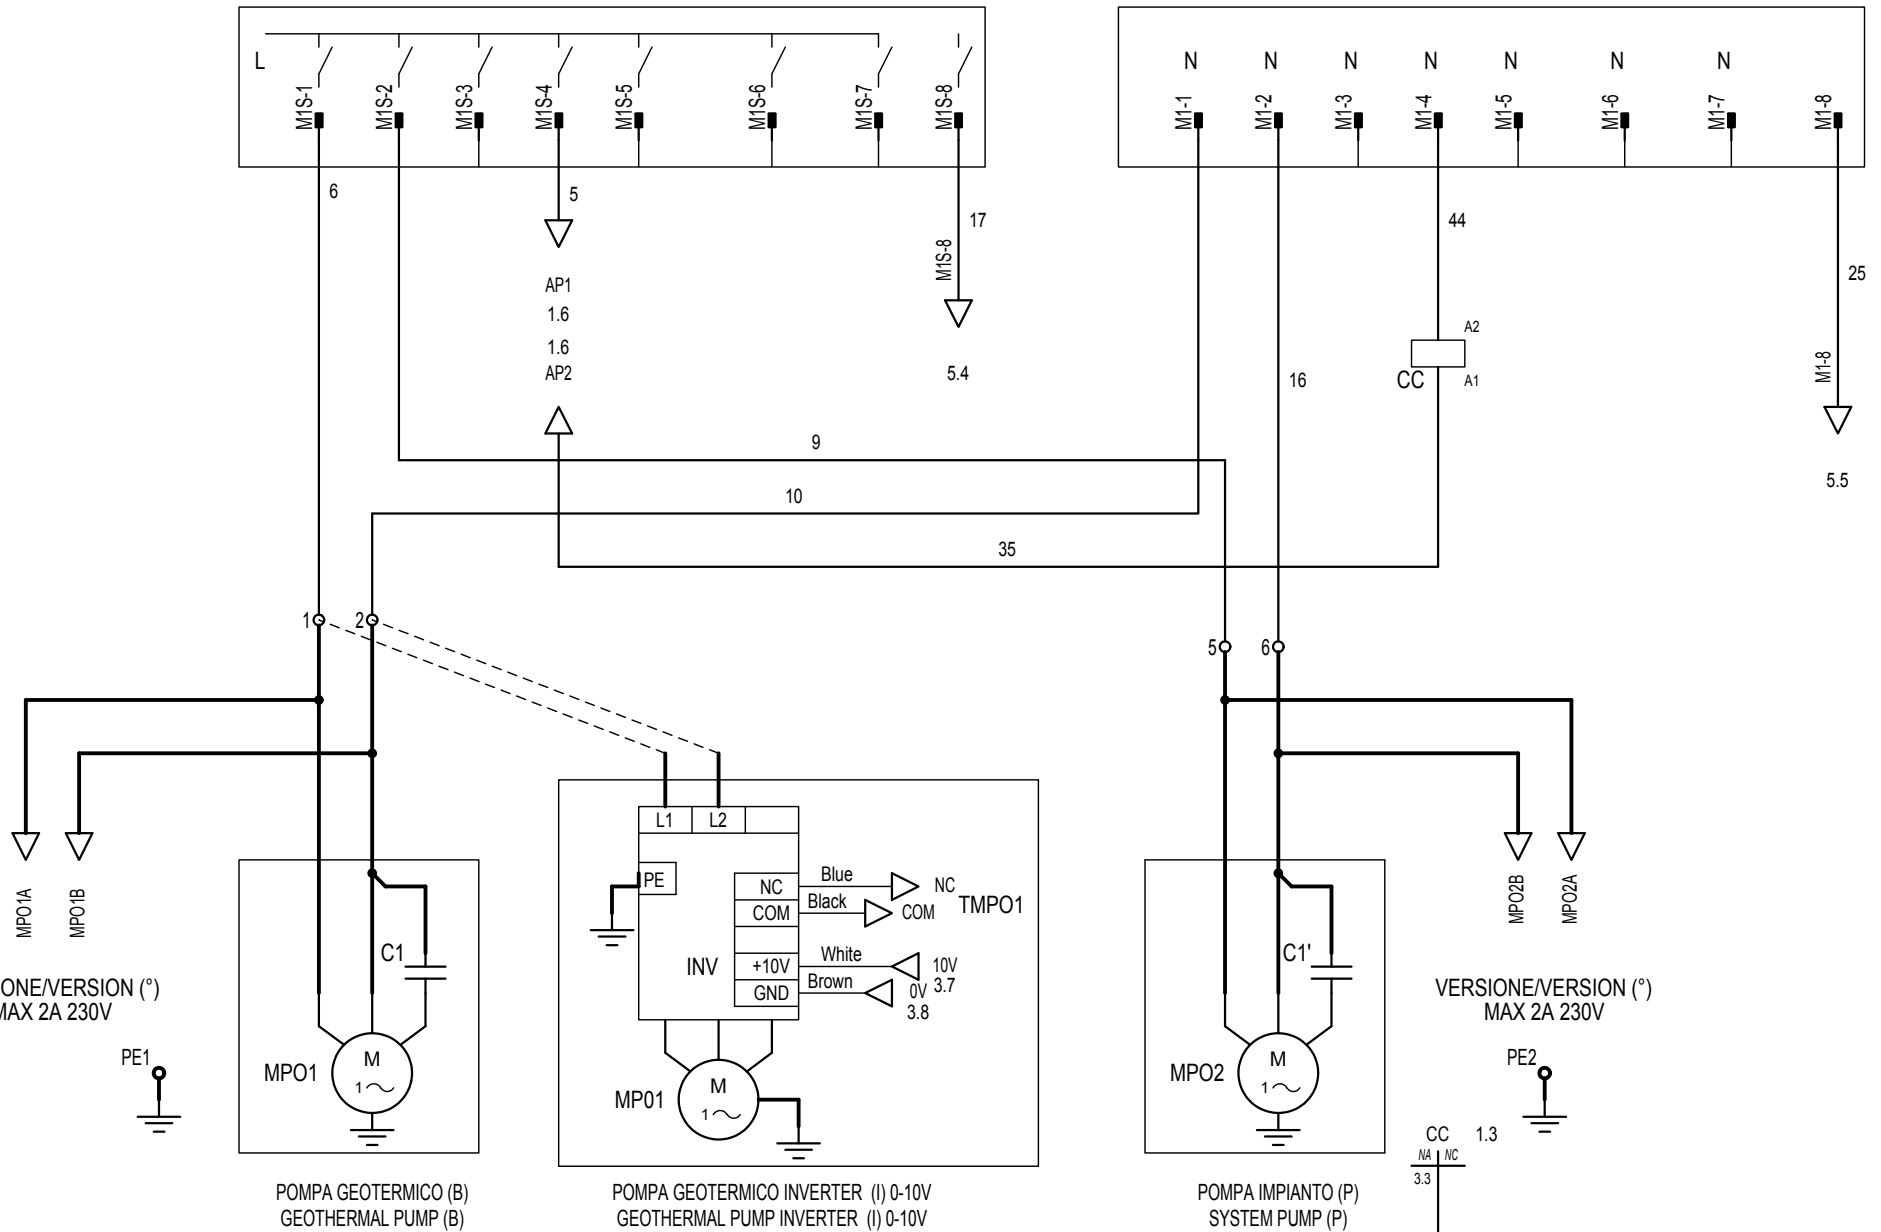 L
M1S-1
M1S-2
M1S-3
M1S-4
M1S-5
M1S-6
M1S-7
M1S-8
N N N N N N N
M1-1
M1-2
M1-3
M1-4
M1-5
M1-6
M1-7
M1-8
6
5
17
M1S-8
44
25
AP1
1.6
1.6
AP2
5.4
A2
CC
A1
16
M1-8
5.5
9
10
35
1
2
5
6
MPO1A
MPO1B
L1 L2
PE
NC
COM
INV
+10V
GND
Blue
Black
White
Brown
NC
COM
TMPO1
10V
3.7
0V
3.8
MPO2B
MPO2A
C1
C1'
ONE/VERSION (°)
MAX 2A 230V
VERSIONE/VERSION (°)
MAX 2A 230V
PE1
MPO1
M
1
MP01
M
1
MPO2
M
1
PE2
CC 1.3
NA NC
3.3
POMPA GEOTERMICO (B)
GEOTHERMAL PUMP (B)
POMPA GEOTERMICO INVERTER (I) 0-10V
GEOTHERMAL PUMP INVERTER (I) 0-10V
POMPA IMPIANTO (P)
SYSTEM PUMP (P)